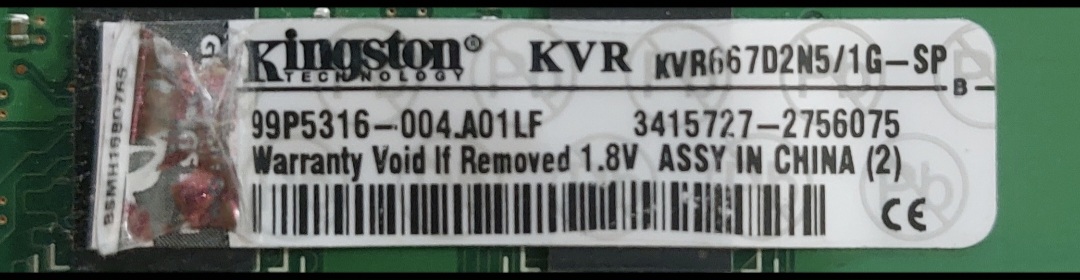 Kingston® KVR KVR667D2N5/1G-SP
TECHNOLOGY
B
99P5316-004.A01LF 3415727-2756075
Warranty Void If Removed 1.8V ASSY IN CHINA (2)
CE
Pb